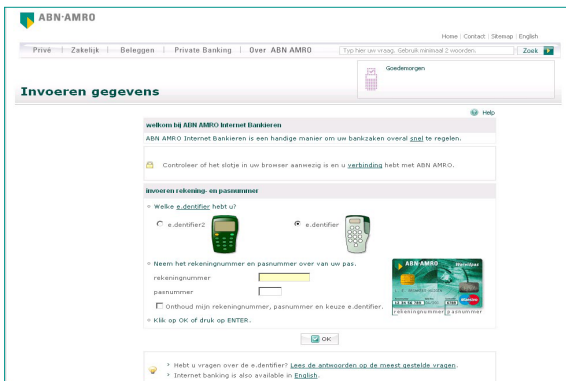 ABN·AMRO
Home | Contact | Sitemap | English
Privé | Zakelijk | Beleggen | Private Banking | Over ABN AMRO
Typ hier uw vraag. Gebruik minimaal 2 woorden.
Zoek
Goedemorgen
Invoeren gegevens
Help
welkom bij ABN AMRO Internet Bankieren
ABN AMRO Internet Bankieren is een handige manier om uw bankzaken overal snel te regelen.
Controleer of het slotje in uw browser aanwezig is en u verbinding hebt met ABN AMRO.
invoeren rekening- en pasnummer
Welke e.dentifier hebt u?
e.dentifier2
e.dentifier
Neem het rekeningnummer en pasnummer over van uw pas.
rekeningnummer
pasnummer
Onthoud mijn rekeningnummer, pasnummer en keuze e.dentifier.
Klik op OK of druk op ENTER.
ABN·AMRO
rekeningnummer pasnummer
OK
Hebt u vragen over de e.dentifier? Lees de antwoorden op de meest gestelde vragen.
Internet banking is also available in English.